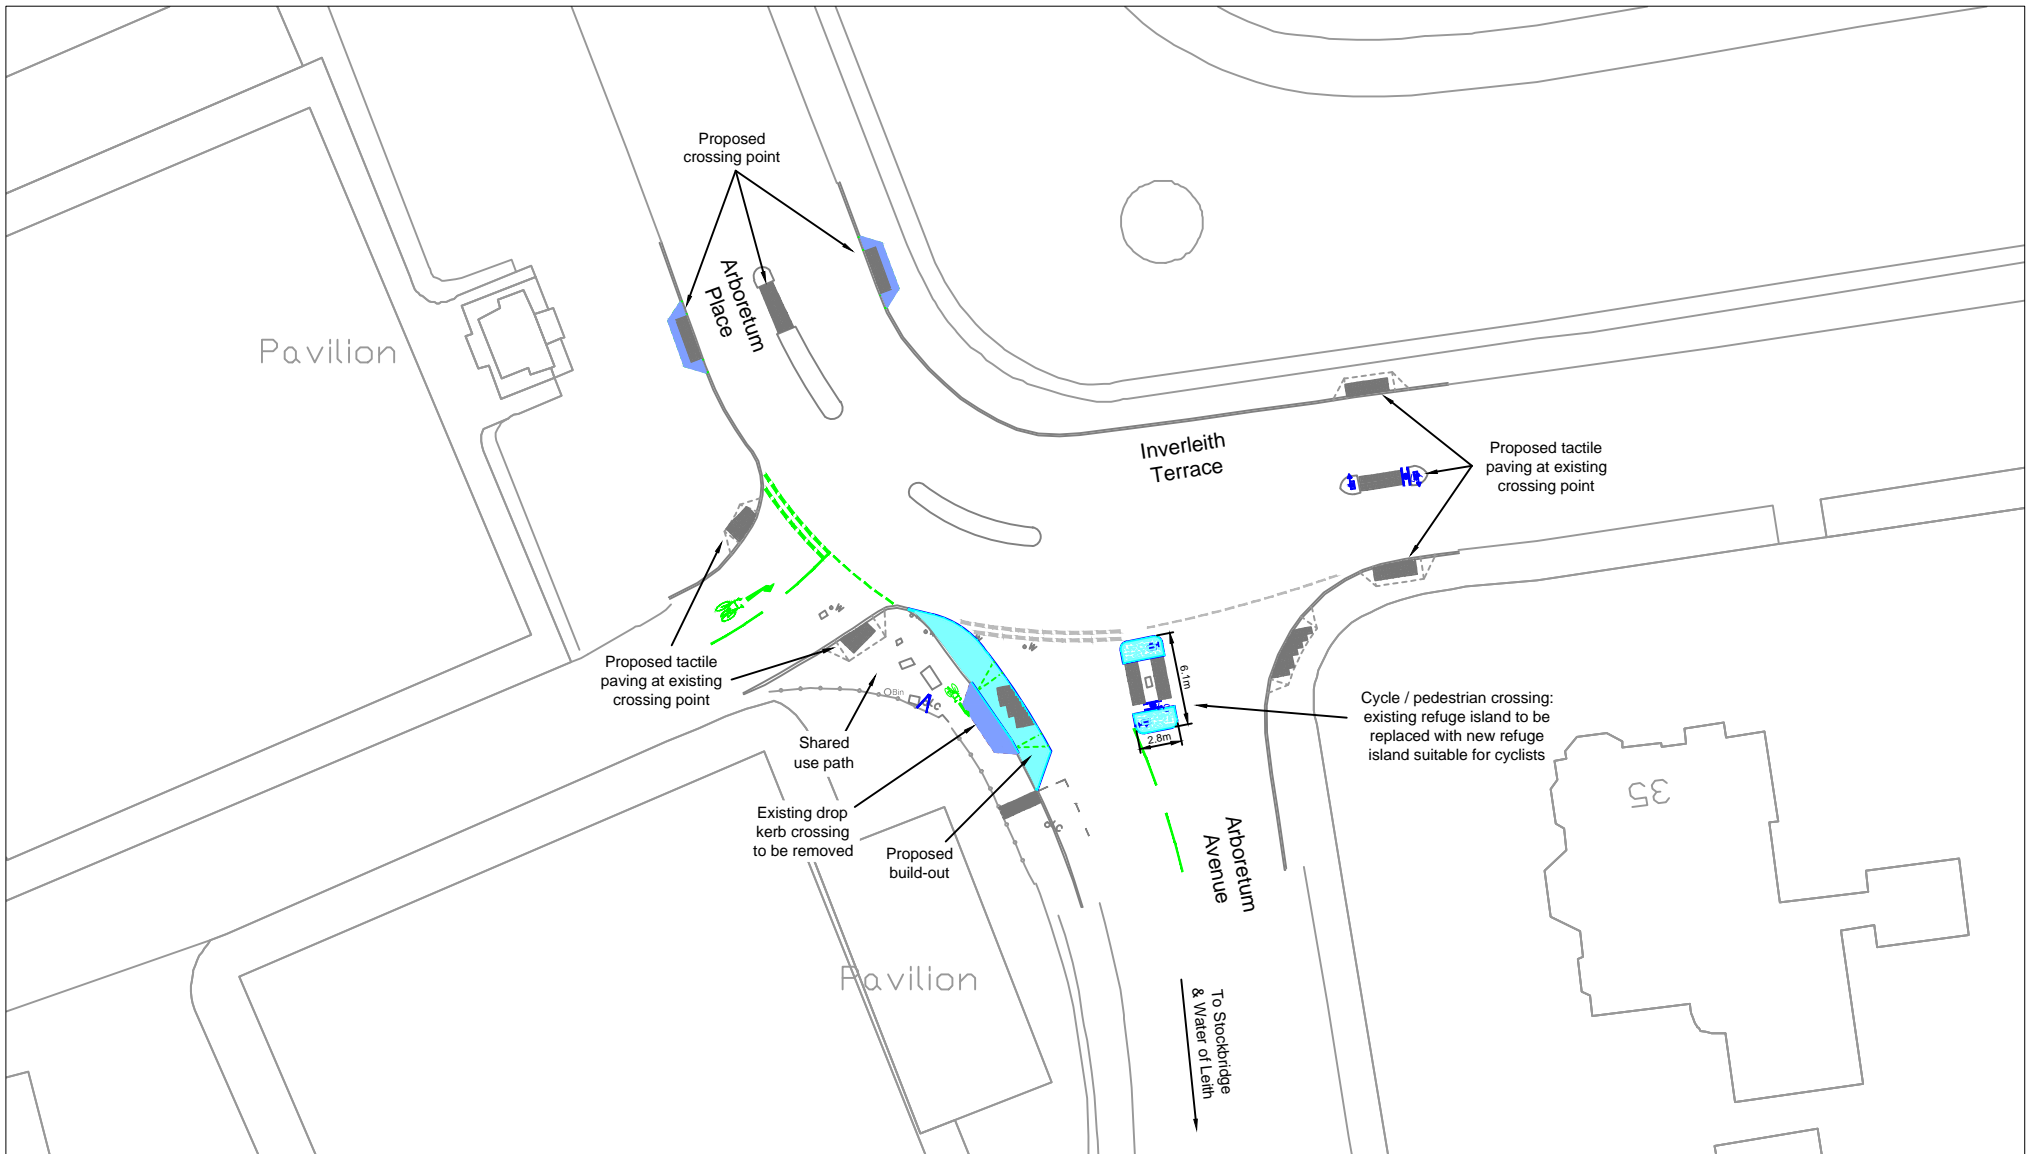 Proposed
crossing point
Arboretum
Place
Pavilion
Inverleith
Terrace
Proposed tactile
paving at existing
crossing point
Proposed tactile
paving at existing
crossing point
Bin
Shared
use path
6.1m
2.8m
Cycle / pedestrian crossing:
existing refuge island to be
replaced with new refuge
island suitable for cyclists
35
Existing drop
kerb crossing
to be removed
Proposed
build-out
Arboretum
Avenue
Pavilion
To Stockbridge
& Water of Leith